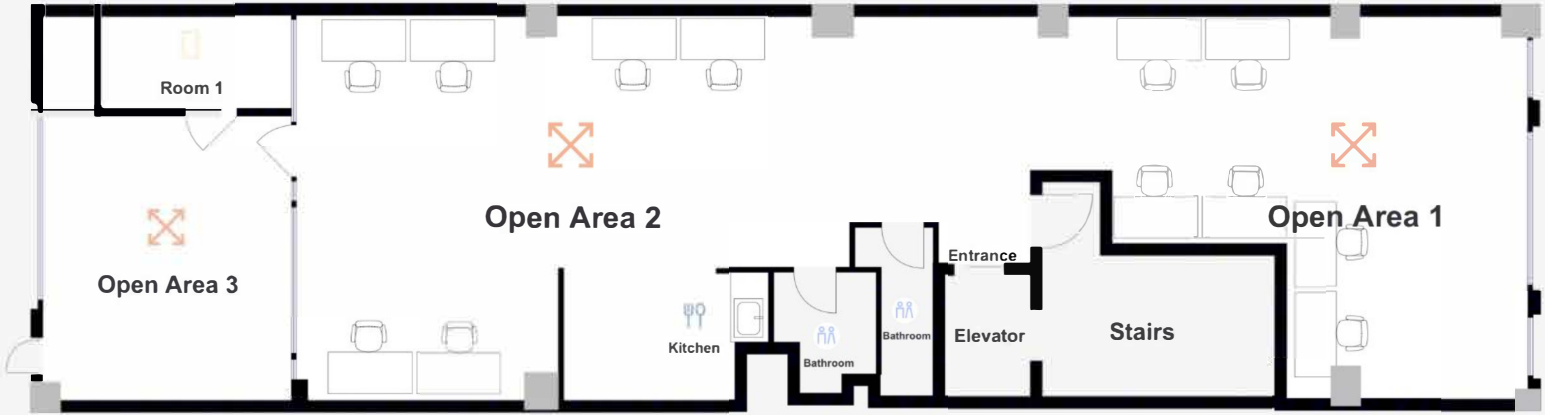 Room 1
Open Area 2
Open Area 1
Open Area 3
Entrance
Kitchen
Bathroom
Bathroom
Elevator
Stairs